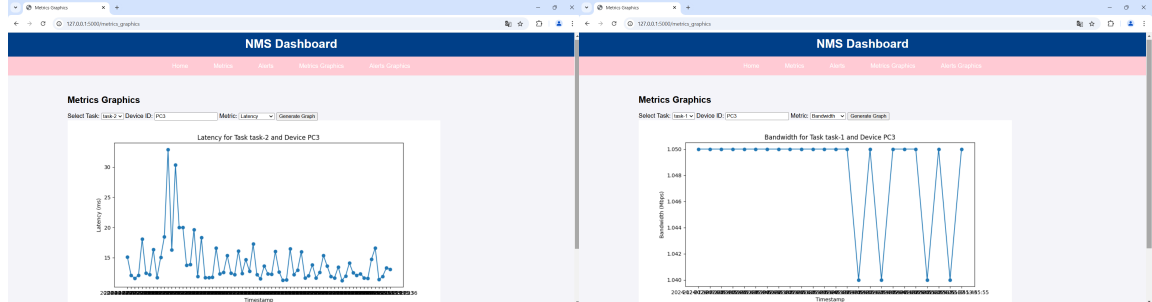 Metrics Graphics
127.0.0.1:5000/metrics_graphics
NMS Dashboard
Home Metrics Alerts Metrics Graphics Alerts Graphics
Metrics Graphics
Select Task: task-2 Device ID: PC3 Metric: Latency Generate Graph
Latency for Task task-2 and Device PC3
Latency (ms)
30
25
20
15
Timestamp
Metrics Graphics
127.0.0.1:5000/metrics_graphics
NMS Dashboard
Home Metrics Alerts Metrics Graphics Alerts Graphics
Metrics Graphics
Select Task: task-1 Device ID: PC3 Metric: Bandwidth Generate Graph
Bandwidth for Task task-1 and Device PC3
Bandwidth (Mbps)
1.050
1.048
1.046
1.044
1.042
1.040
Timestamp